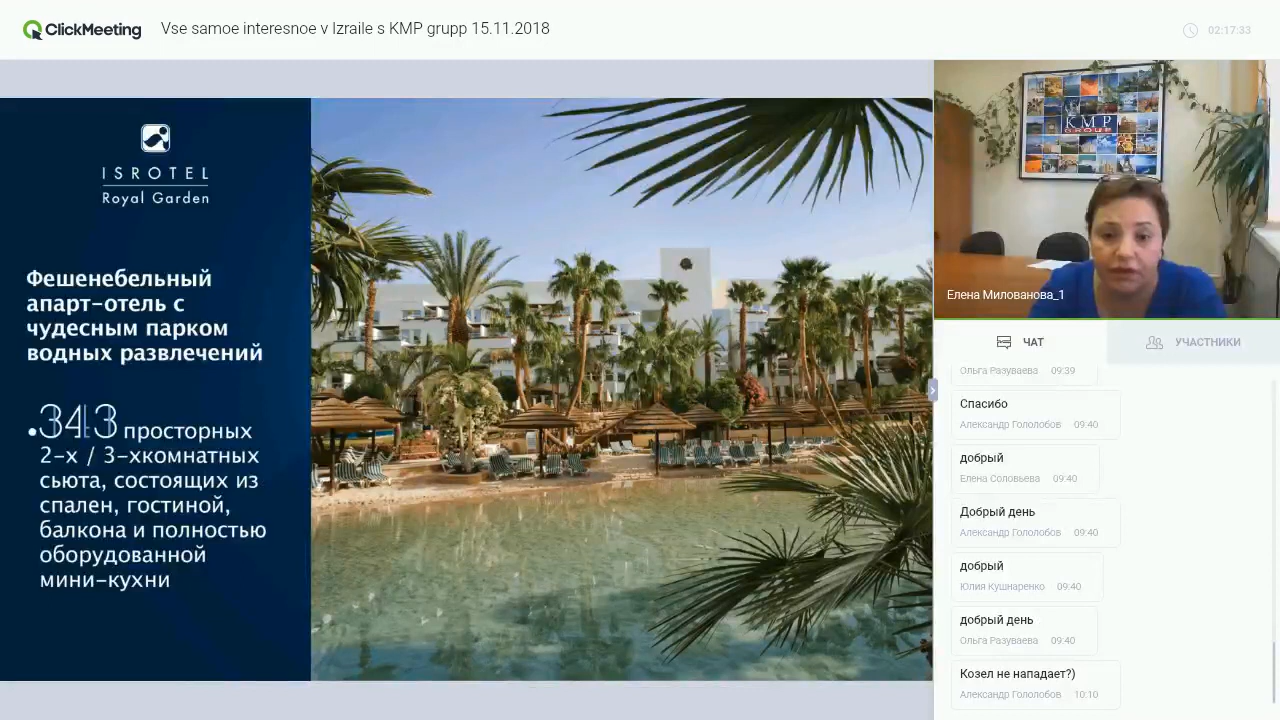 ClickMeeting
Vse samoe interesnoe v Izraile s KMP grupp 15.11.2018
02:17:33
ISROTEL
Royal Garden
Фешенебельный
апарт-отель с
чудесным парком
водных развлечений
•343 просторных
2-х / 3-хкомнатных
сьюта, состоящих из
спален, гостиной,
балкона и полностью
оборудованной
мини-кухни
KMP
GROUP
Елена Милованова_1
ЧАТ
УЧАСТНИКИ
Ольга Разуваева 09:39
Спасибо
Александр Гололобов 09:40
добрый
Елена Соловьева 09:40
Добрый день
Александр Гололобов 09:40
добрый
Юлия Кушнаренко 09:40
добрый день
Ольга Разуваева 09:40
Козел не нападает?)
Александр Гололобов 10:10